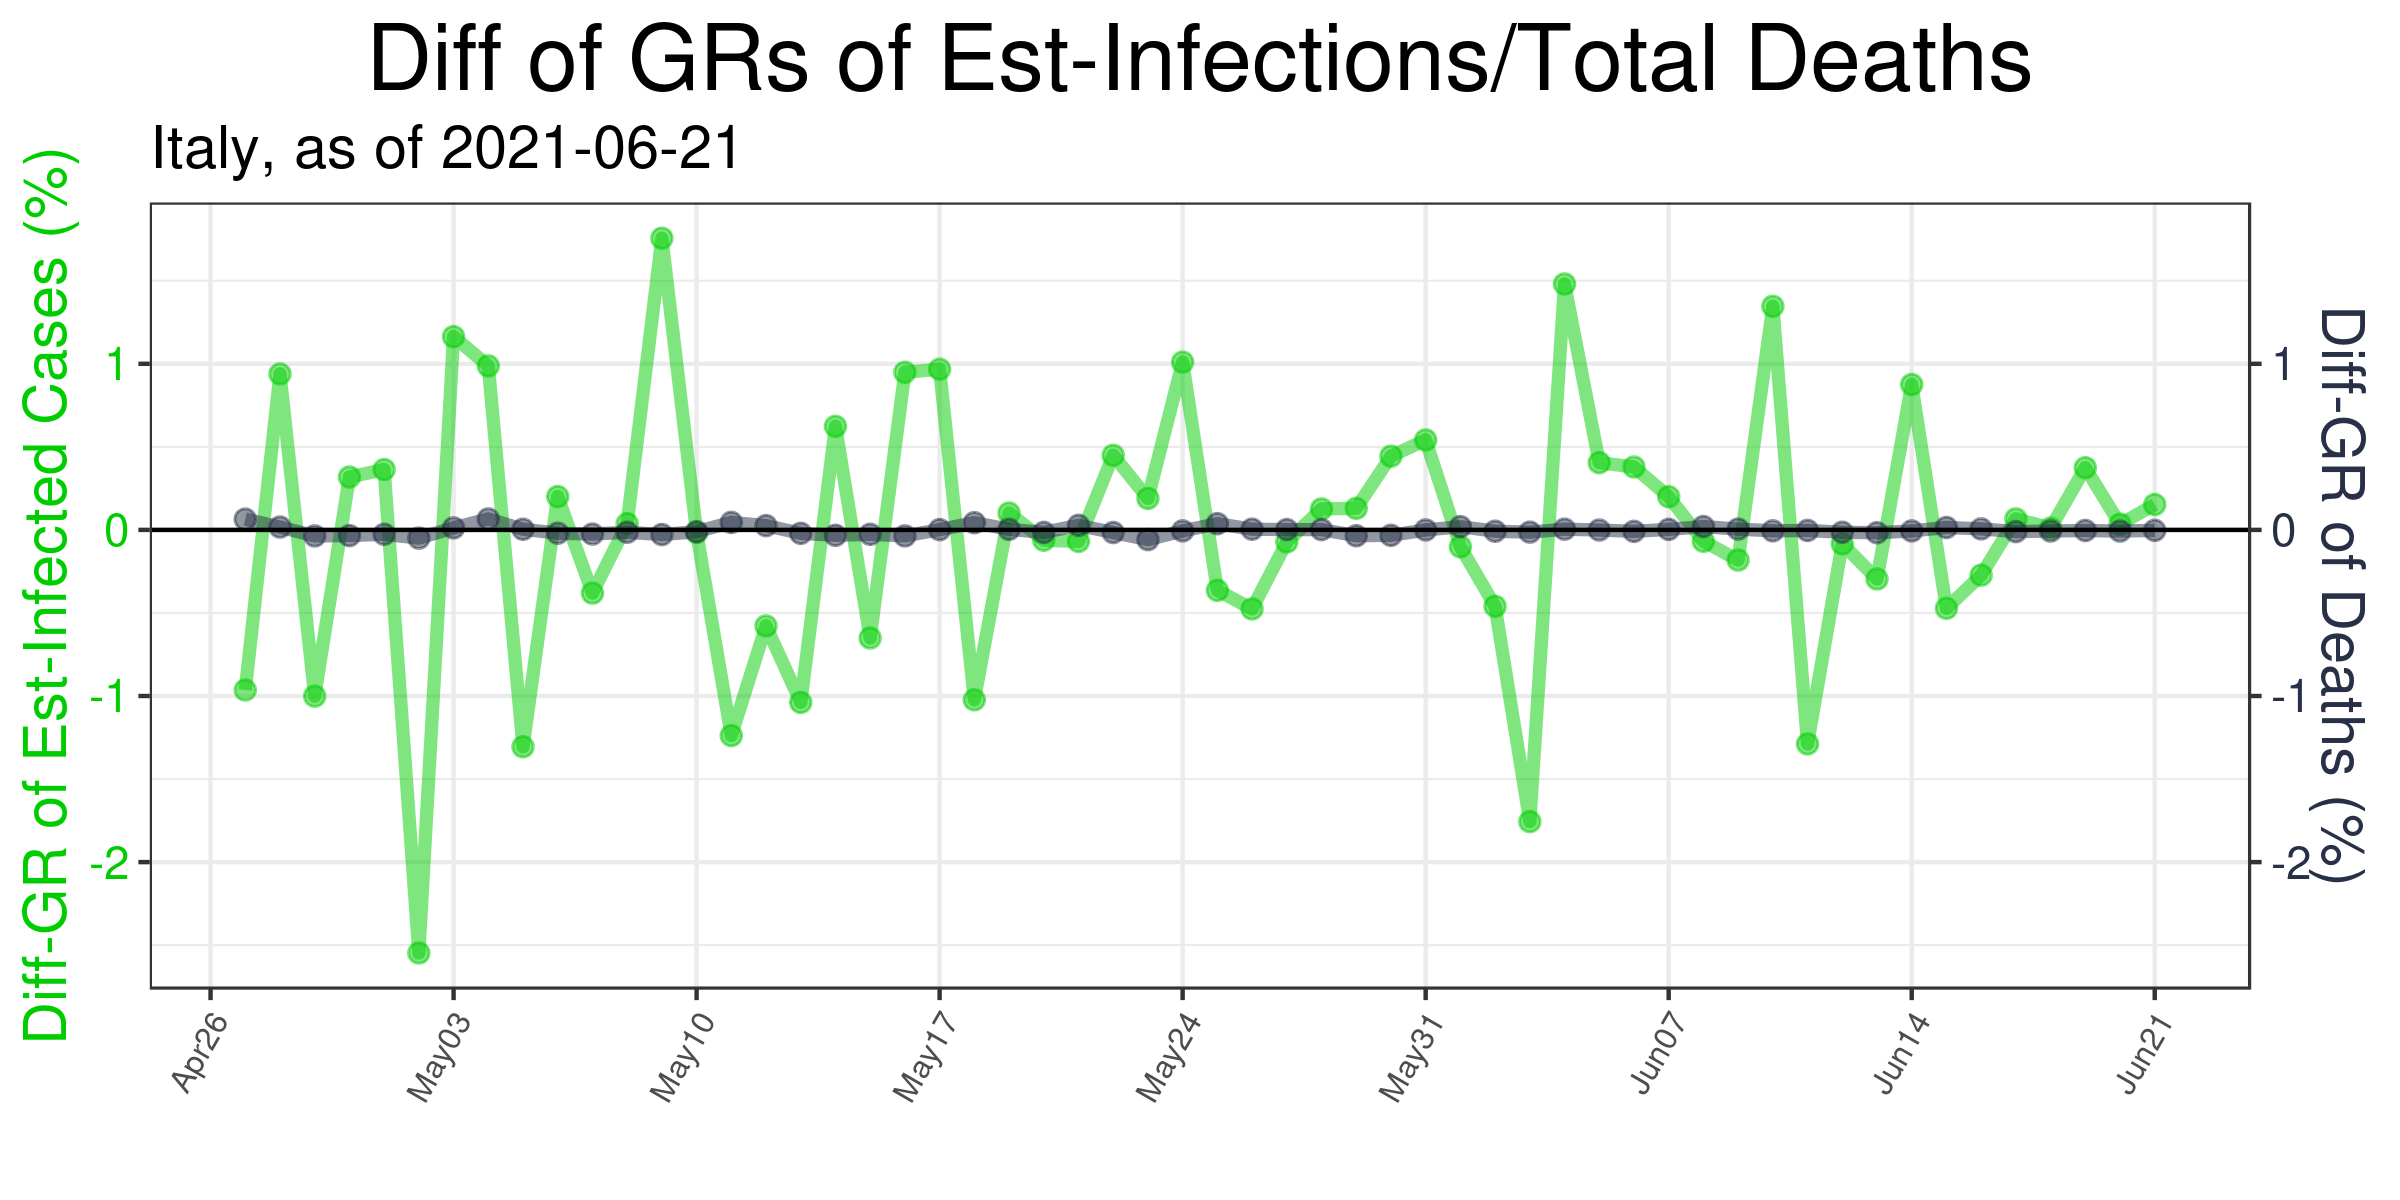 Diff of GRs of Est-Infections/Total Deaths
Italy, as of 2021-06-21
Diff-GR of Est-Infected Cases (%)
1
0
-1
-2
1
0
-1
-2
Diff-GR of Deaths (%)
Apr26
May03
May10
May17
May24
May31
Jun07
Jun14
Jun21